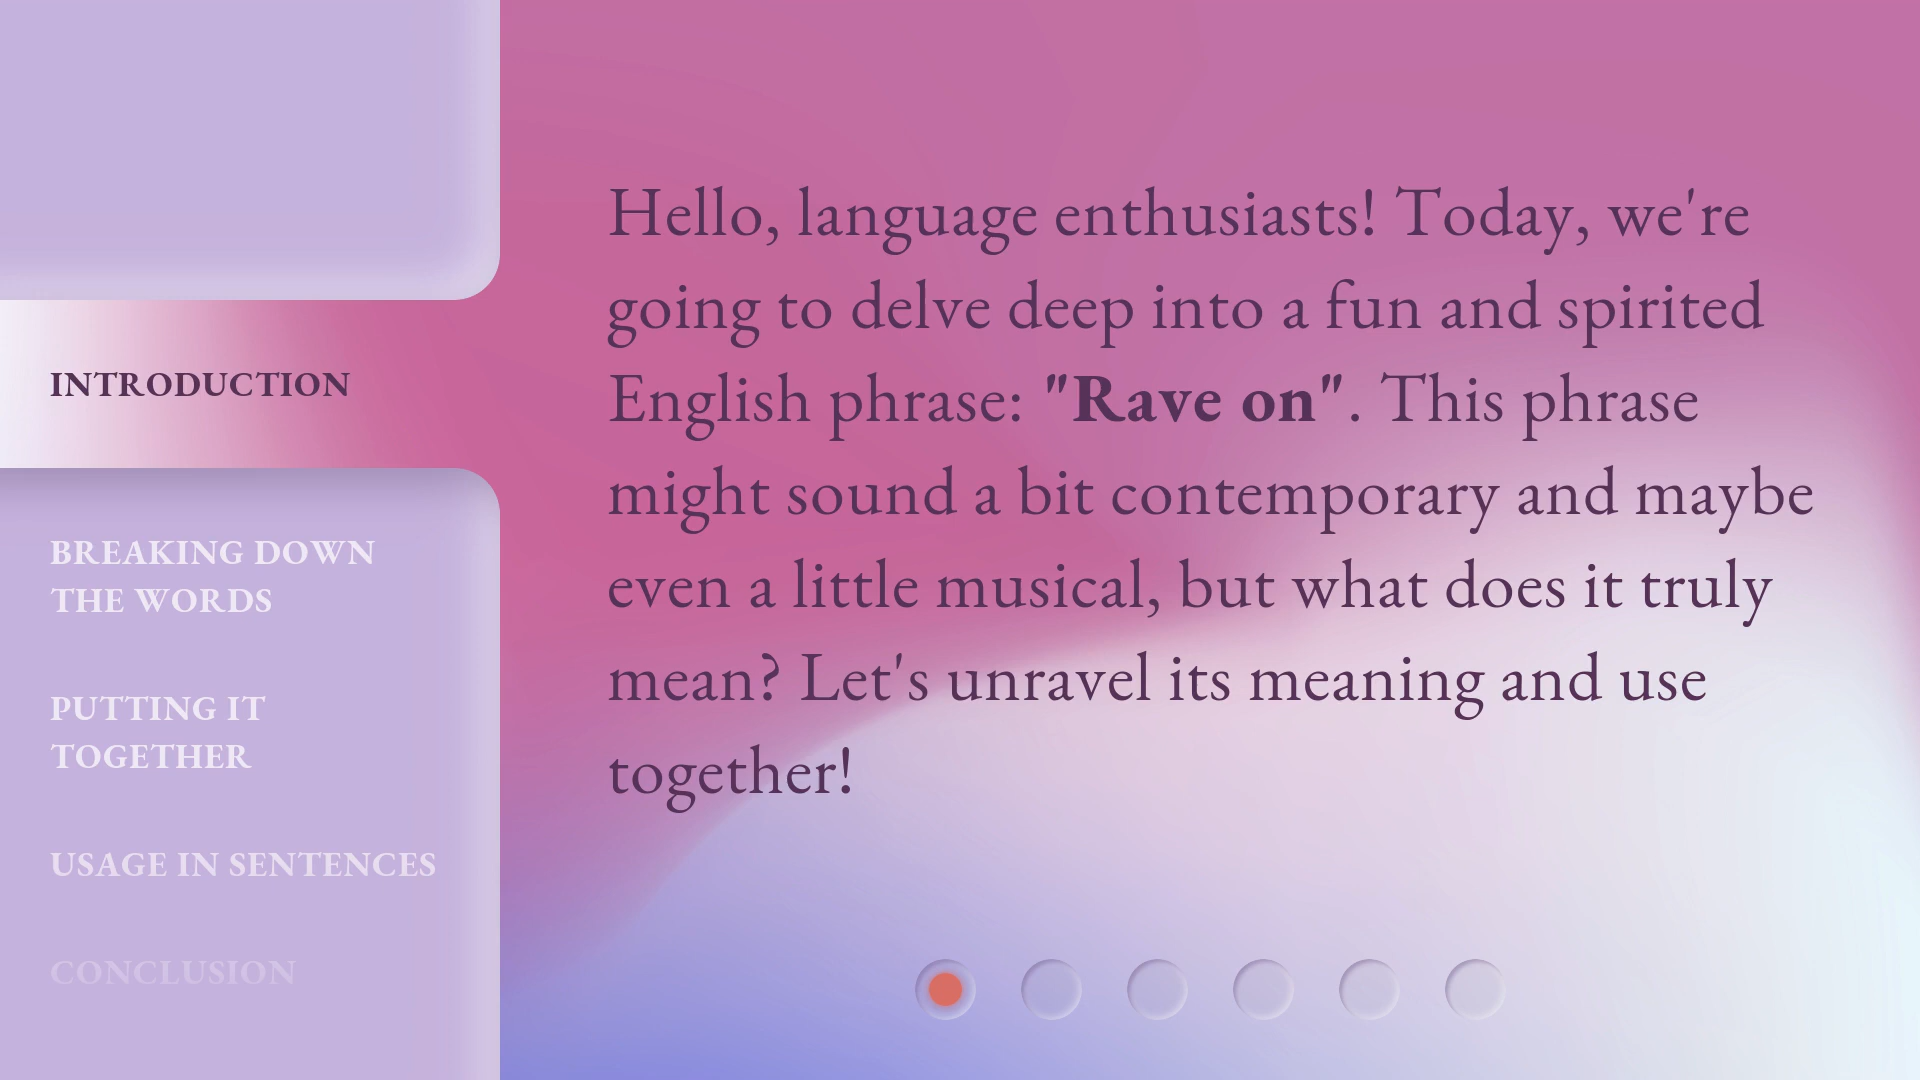 INTRODUCTION
BREAKING DOWN
THE WORDS
PUTTING IT
TOGETHER
USAGE IN SENTENCES
CONCLUSION
Hello, language enthusiasts! Today, we're
going to delve deep into a fun and spirited
English phrase: "Rave on". This phrase
might sound a bit contemporary and maybe
even a little musical, but what does it truly
mean? Let's unravel its meaning and use
together!